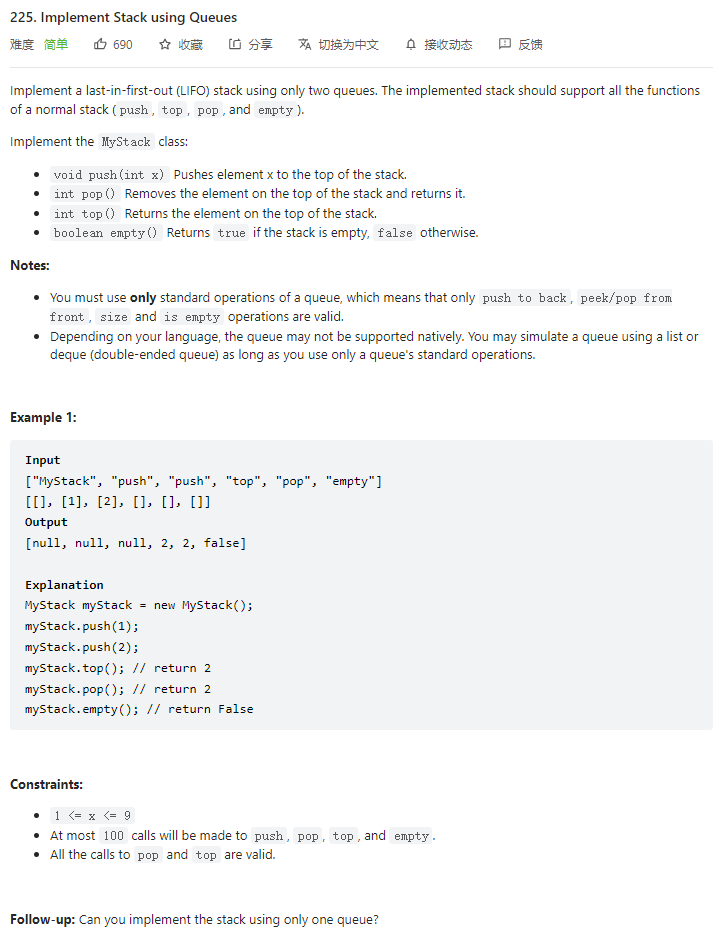 225. Implement Stack using Queues
难度 简单 690 收藏 分享 切换为中文 接收动态 反馈
Implement a last-in-first-out (LIFO) stack using only two queues. The implemented stack should support all the functions
of a normal stack ( push , top , pop , and empty ).
Implement the MyStack class:
• void push(int x) Pushes element x to the top of the stack.
• int pop() Removes the element on the top of the stack and returns it.
• int top() Returns the element on the top of the stack.
• boolean empty() Returns true if the stack is empty, false otherwise.
Notes:
• You must use only standard operations of a queue, which means that only push to back , peek/pop from
front , size and is empty operations are valid.
• Depending on your language, the queue may not be supported natively. You may simulate a queue using a list or
deque (double-ended queue) as long as you use only a queue's standard operations.
Example 1:
Input
["MyStack", "push", "push", "top", "pop", "empty"]
[[], [1], [2], [], [], []]
Output
[null, null, null, 2, 2, false]
Explanation
MyStack myStack = new MyStack();
myStack.push(1);
myStack.push(2);
myStack.top(); // return 2
myStack.pop(); // return 2
myStack.empty(); // return False
Constraints:
• 1 <= x <= 9
• At most 100 calls will be made to push , pop , top , and empty .
• All the calls to pop and top are valid.
Follow-up: Can you implement the stack using only one queue?